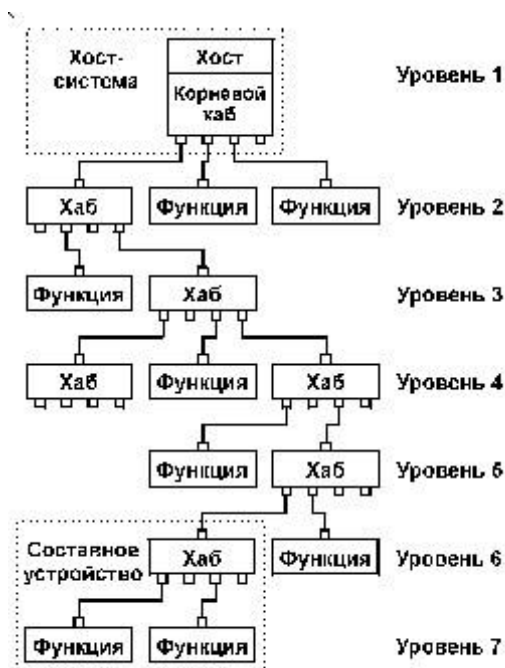 Хост-
система
Хост
Корневой
хаб
Уровень 1
Хаб
Функция
Функция
Уровень 2
Функция
Хаб
Уровень 3
Хаб
Функция
Хаб
Уровень 4
Функция
Хаб
Уровень 5
Составное
устройство
Хаб
Функция
Уровень 6
Функция
Функция
Уровень 7